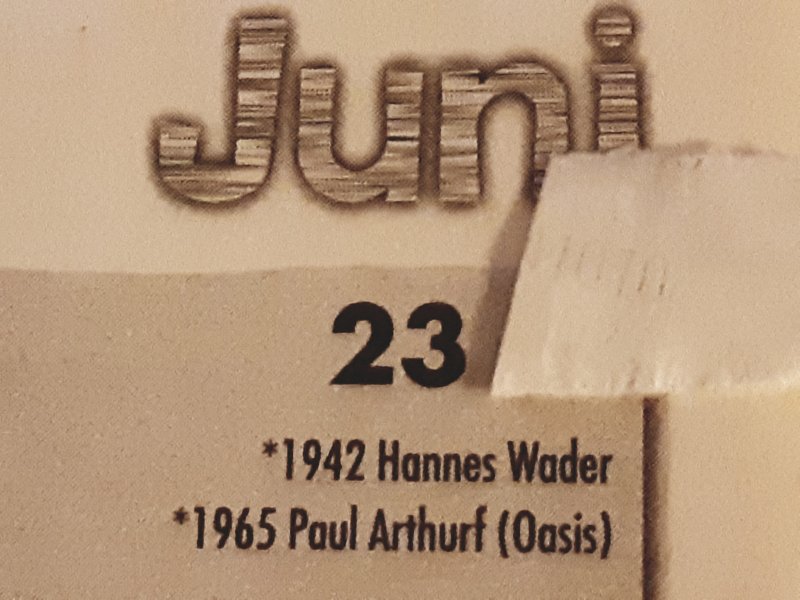 Juni
23
*1942 Hannes Wader
*1965 Paul Arthurf (Oasis)